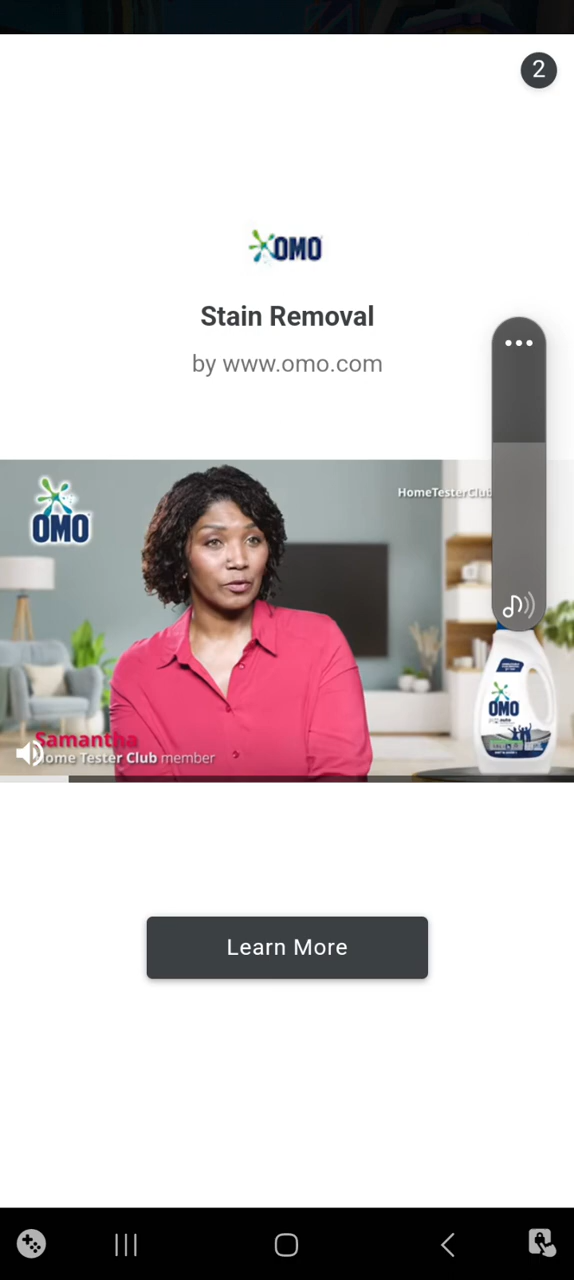 2
OMO
Stain Removal
by www.omo.com
OMO
HomeTesterClub
OMO
Samantha
Home Tester Club member
Learn More